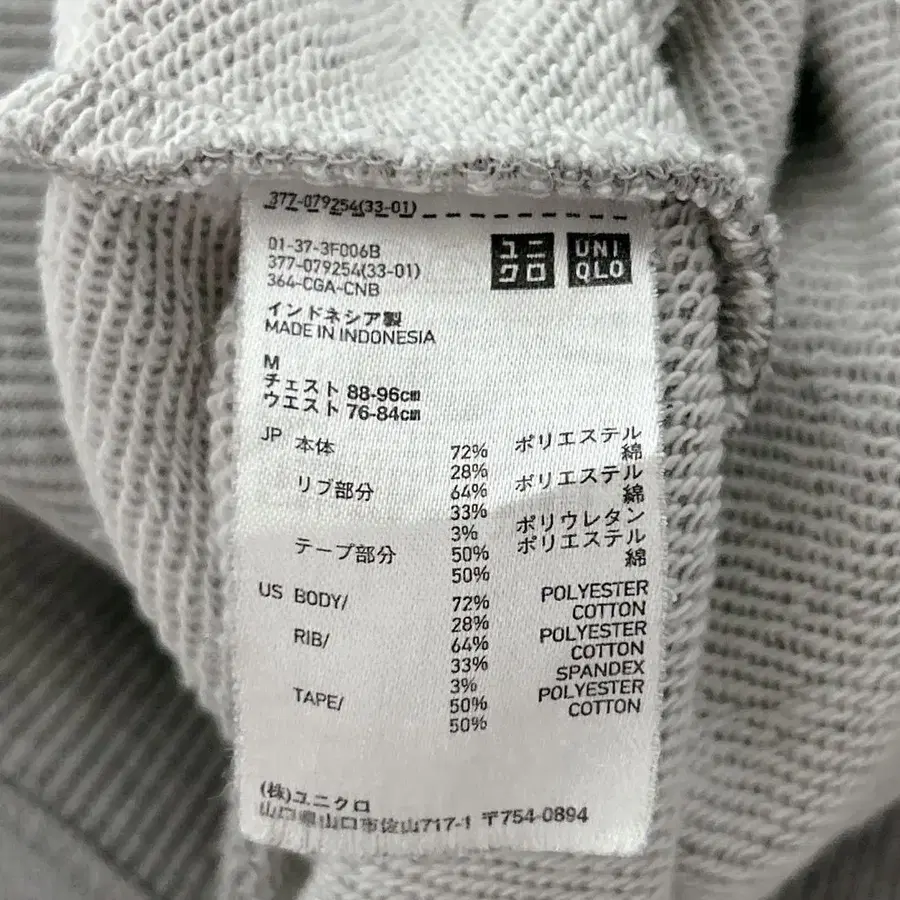 377-079254(33-01)
01-37-3F006B
377-079254(33-01)
364-CGA-CNB
ユニクロ
UNIQLO
インドネシア製
MADE IN INDONESIA
M
チェスト 88-96cm
ウエスト 76-84cm
JP 本体 72% ポリエステル
28% 綿
リブ部分 64% ポリエステル
33% 綿
3% ポリウレタン
テープ部分 50% ポリエステル
50% 綿
US BODY/ 72% POLYESTER
28% COTTON
RIB/ 64% POLYESTER
33% COTTON
3% SPANDEX
TAPE/ 50% POLYESTER
50% COTTON
(株)ユニクロ
山口県山口市佐山717-1 〒754-0894